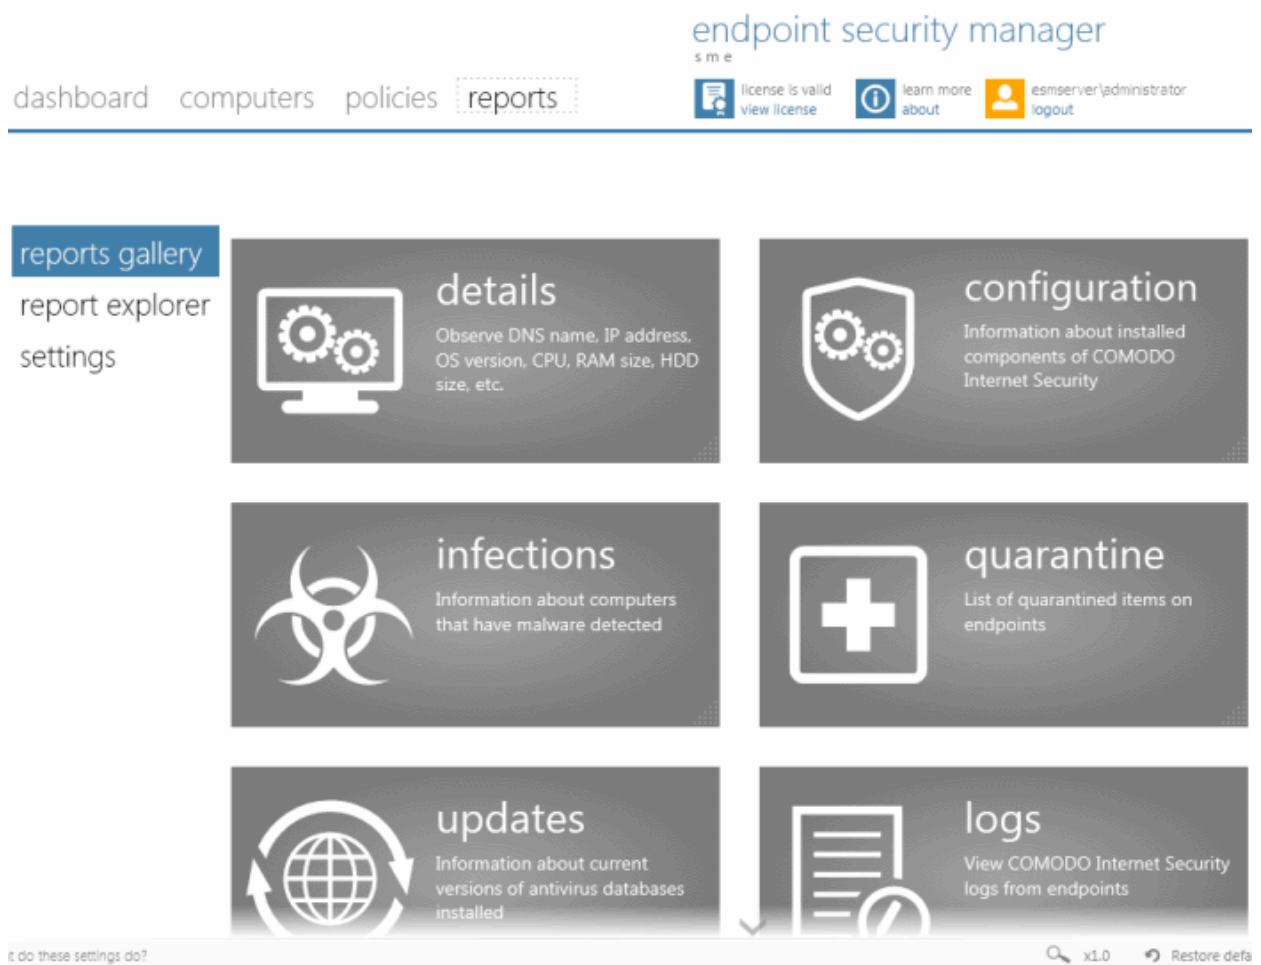 endpoint security manager
sme
dashboard computers policies reports
license is valid
view license
learn more
about
esmserver\administrator
logout
reports gallery
report explorer
settings
details
Observe DNS name, IP address,
OS version, CPU, RAM size, HDD
size, etc.
configuration
Information about installed
components of COMODO
Internet Security
infections
Information about computers
that have malware detected
quarantine
List of quarantined items on
endpoints
updates
Information about current
versions of antivirus databases
installed
logs
View COMODO Internet Security
logs from endpoints
t do these settings do?
x1.0
Restore defa